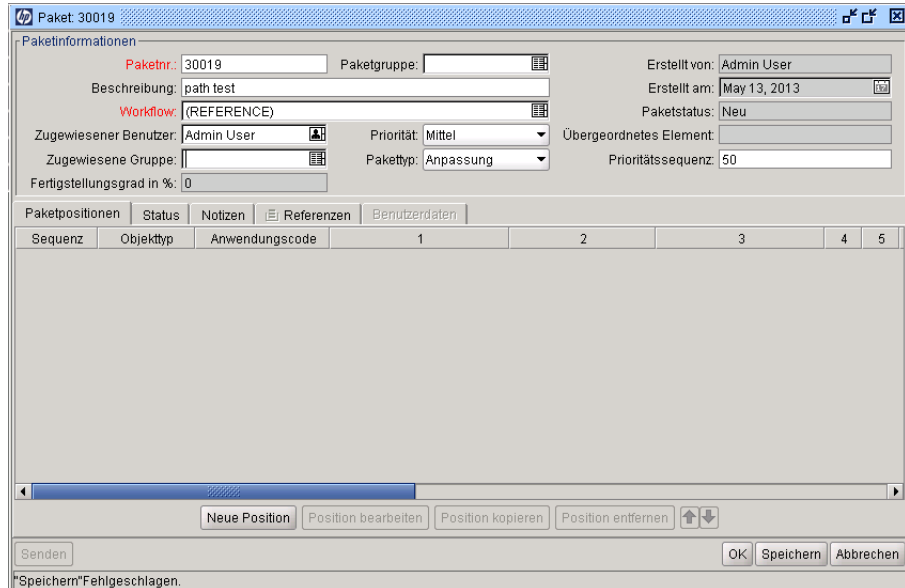 hp Paket: 30019
Paketinformationen
Paketnr.: 30019 Paketgruppe: Erstellt von: Admin User
Beschreibung: path test Erstellt am: May 13, 2013
Workflow: (REFERENCE) Paketstatus: Neu
Zugewiesener Benutzer: Admin User Priorität: Mittel Übergeordnetes Element:
Zugewiesene Gruppe: Pakettyp: Anpassung Prioritätssequenz: 50
Fertigstellungsgrad in %: 0
Paketpositionen Status Notizen Referenzen Benutzerdaten
Sequenz Objekttyp Anwendungscode 1 2 3 4 5
Neue Position Position bearbeiten Position kopieren Position entfernen
Senden OK Speichern Abbrechen
"Speichern"Fehlgeschlagen.